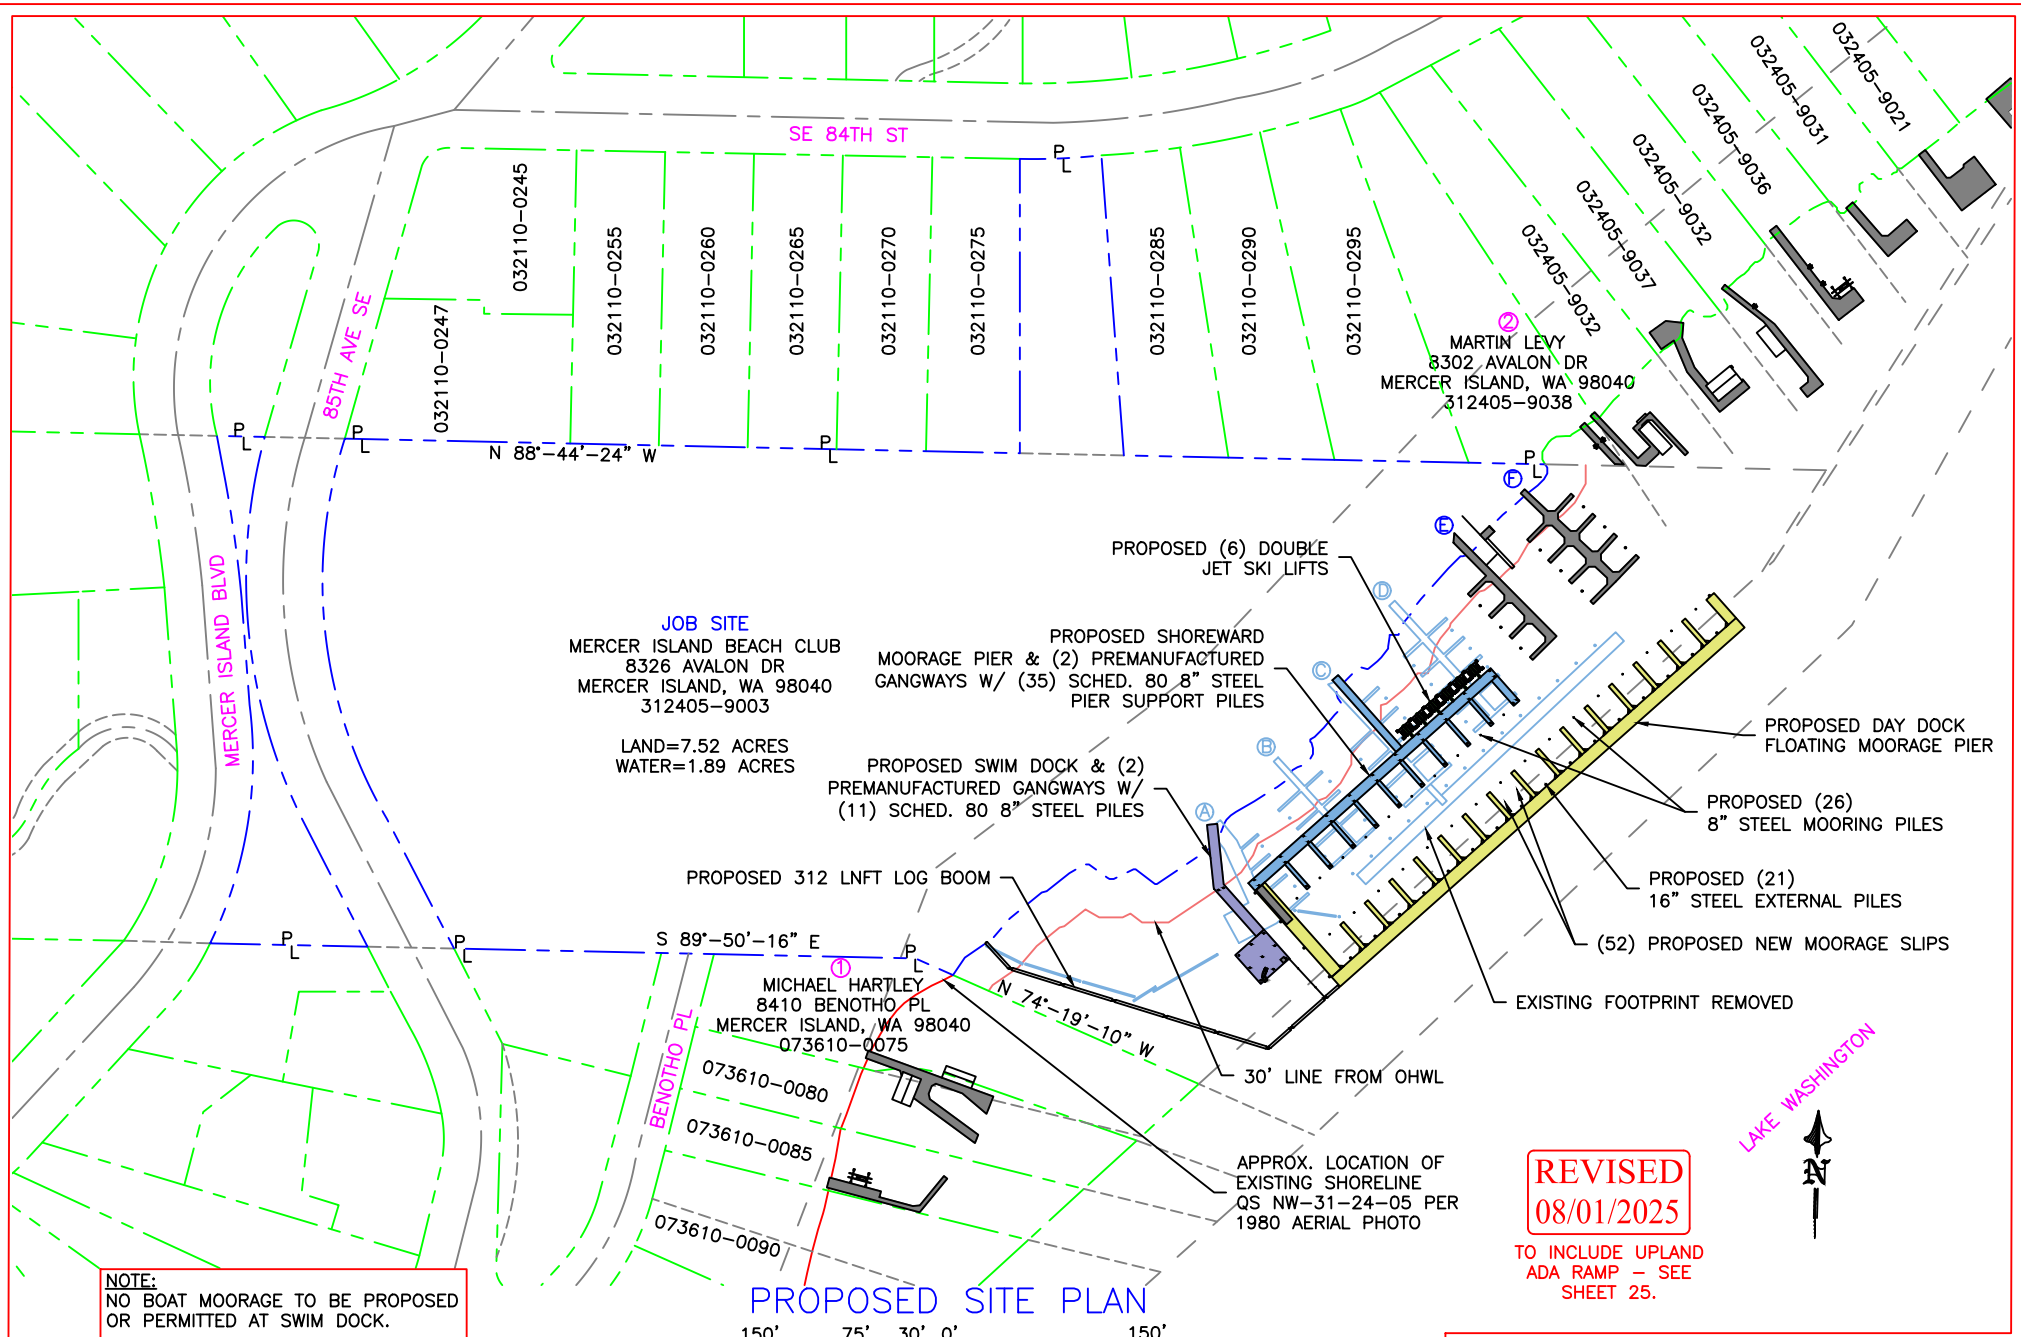 SE 84TH ST
85TH AVE SE
MERCER ISLAND BLVD
BENOTHO PL
032110-0245
032110-0247
032110-0255
032110-0260
032110-0265
032110-0270
032110-0275
032110-0285
032110-0290
032110-0295
032405-9032
032405-9037
032405-9032
032405-9036
032405-9031
032405-9021
P
L
P
L
P
L
P
L
P
L
P
L
P
L
P
L
N 88°-44'-24" W
2
MARTIN LEVY
8302 AVALON DR
MERCER ISLAND, WA 98040
312405-9038
F
E
D
C
B
A
PROPOSED (6) DOUBLE
JET SKI LIFTS
JOB SITE
MERCER ISLAND BEACH CLUB
8326 AVALON DR
MERCER ISLAND, WA 98040
312405-9003
LAND=7.52 ACRES
WATER=1.89 ACRES
PROPOSED SHOREWARD
MOORAGE PIER & (2) PREMANUFACTURED
GANGWAYS W/ (35) SCHED. 80 8" STEEL
PIER SUPPORT PILES
PROPOSED SWIM DOCK & (2)
PREMANUFACTURED GANGWAYS W/
(11) SCHED. 80 8" STEEL PILES
PROPOSED 312 LNFT LOG BOOM
PROPOSED DAY DOCK
FLOATING MOORAGE PIER
PROPOSED (26)
8" STEEL MOORING PILES
PROPOSED (21)
16" STEEL EXTERNAL PILES
(52) PROPOSED NEW MOORAGE SLIPS
EXISTING FOOTPRINT REMOVED
S 89°-50'-16" E
1
MICHAEL HARTLEY
8410 BENOTHO PL
MERCER ISLAND, WA 98040
073610-0075
N 74°-19'-10" W
073610-0080
073610-0085
073610-0090
30' LINE FROM OHWL
APPROX. LOCATION OF
EXISTING SHORELINE
QS NW-31-24-05 PER
1980 AERIAL PHOTO
LAKE WASHINGTON
N
REVISED
08/01/2025
TO INCLUDE UPLAND
ADA RAMP - SEE
SHEET 25.
NOTE:
NO BOAT MOORAGE TO BE PROPOSED
OR PERMITTED AT SWIM DOCK.
PROPOSED SITE PLAN
150' 75' 30' 0' 150'